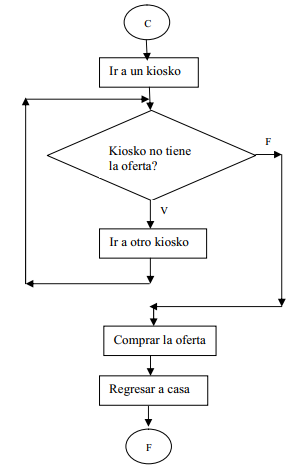 C
Ir a un kiosko
Kiosko no tiene
la oferta?
F
V
Ir a otro kiosko
Comprar la oferta
Regresar a casa
F